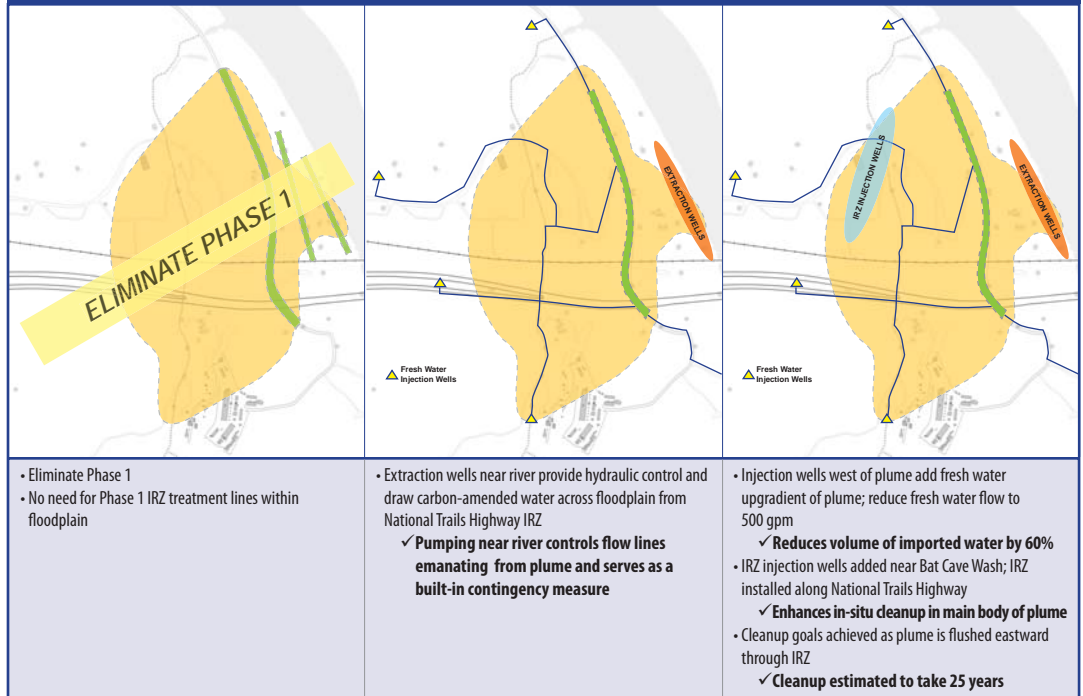 ELIMINATE PHASE 1
EXTRACTION WELLS
Fresh Water
Injection Wells
IRZ INJECTION WELLS
EXTRACTION WELLS
Fresh Water
Injection Wells
• Eliminate Phase 1
• No need for Phase 1 IRZ treatment lines within
floodplain
• Extraction wells near river provide hydraulic control and
draw carbon-amended water across floodplain from
National Trails Highway IRZ
✓Pumping near river controls flow lines
emanating from plume and serves as a
built-in contingency measure
• Injection wells west of plume add fresh water
upgradient of plume; reduce fresh water flow to
500 gpm
✓Reduces volume of imported water by 60%
• IRZ injection wells added near Bat Cave Wash; IRZ
installed along National Trails Highway
✓Enhances in-situ cleanup in main body of plume
• Cleanup goals achieved as plume is flushed eastward
through IRZ
✓Cleanup estimated to take 25 years